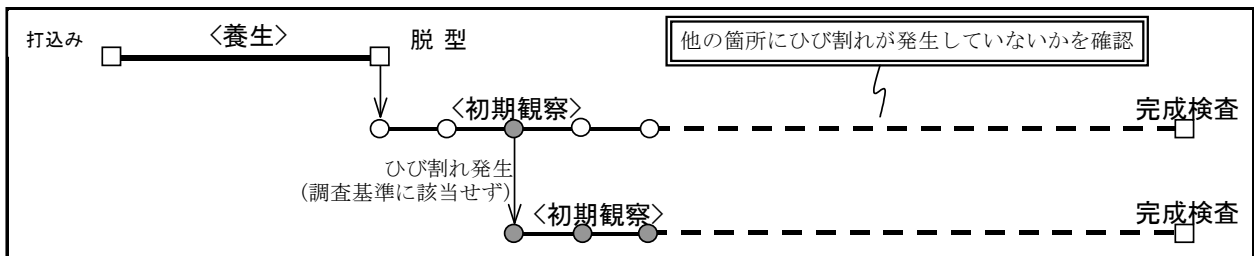 打込み
〈養生〉
脱 型
他の箇所にひび割れが発生していないかを確認
〈初期観察〉
完成検査
ひび割れ発生
(調査基準に該当せず)
〈初期観察〉
完成検査